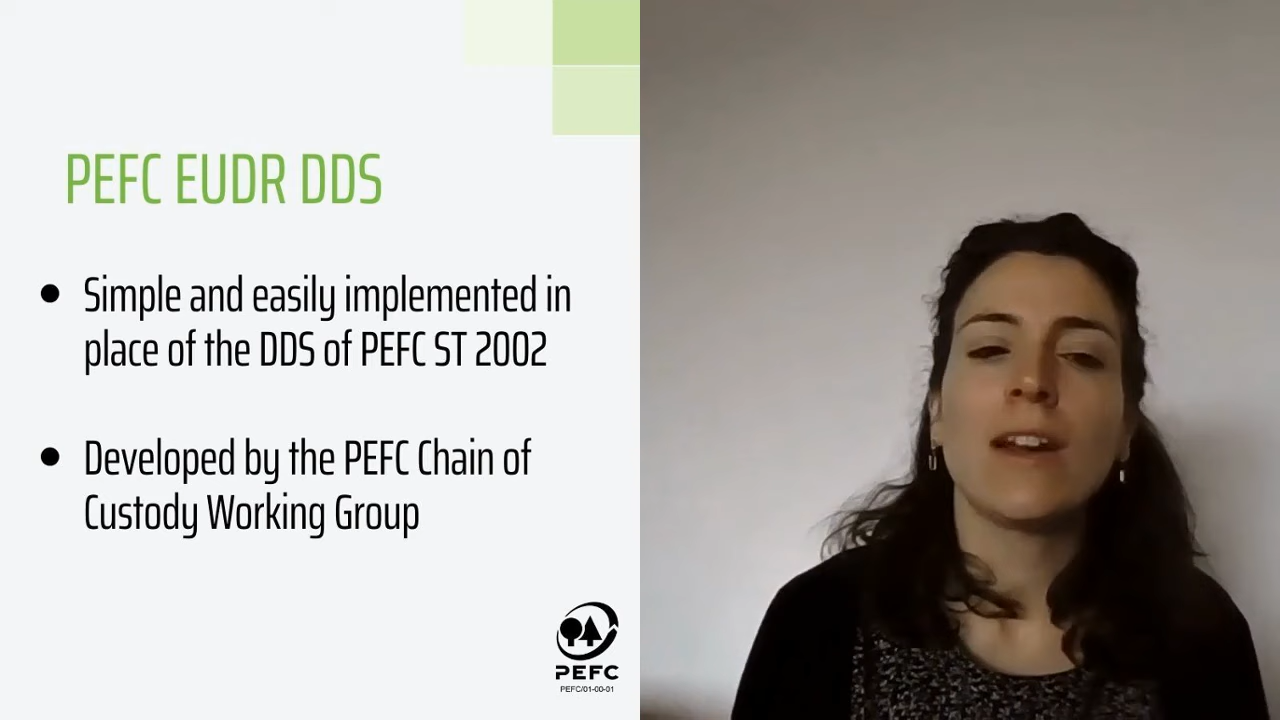 PEFC EUDR DDS
• Simple and easily implemented in
place of the DDS of PEFC ST 2002
• Developed by the PEFC Chain of
Custody Working Group
PEFC
PEFC/01-00-01